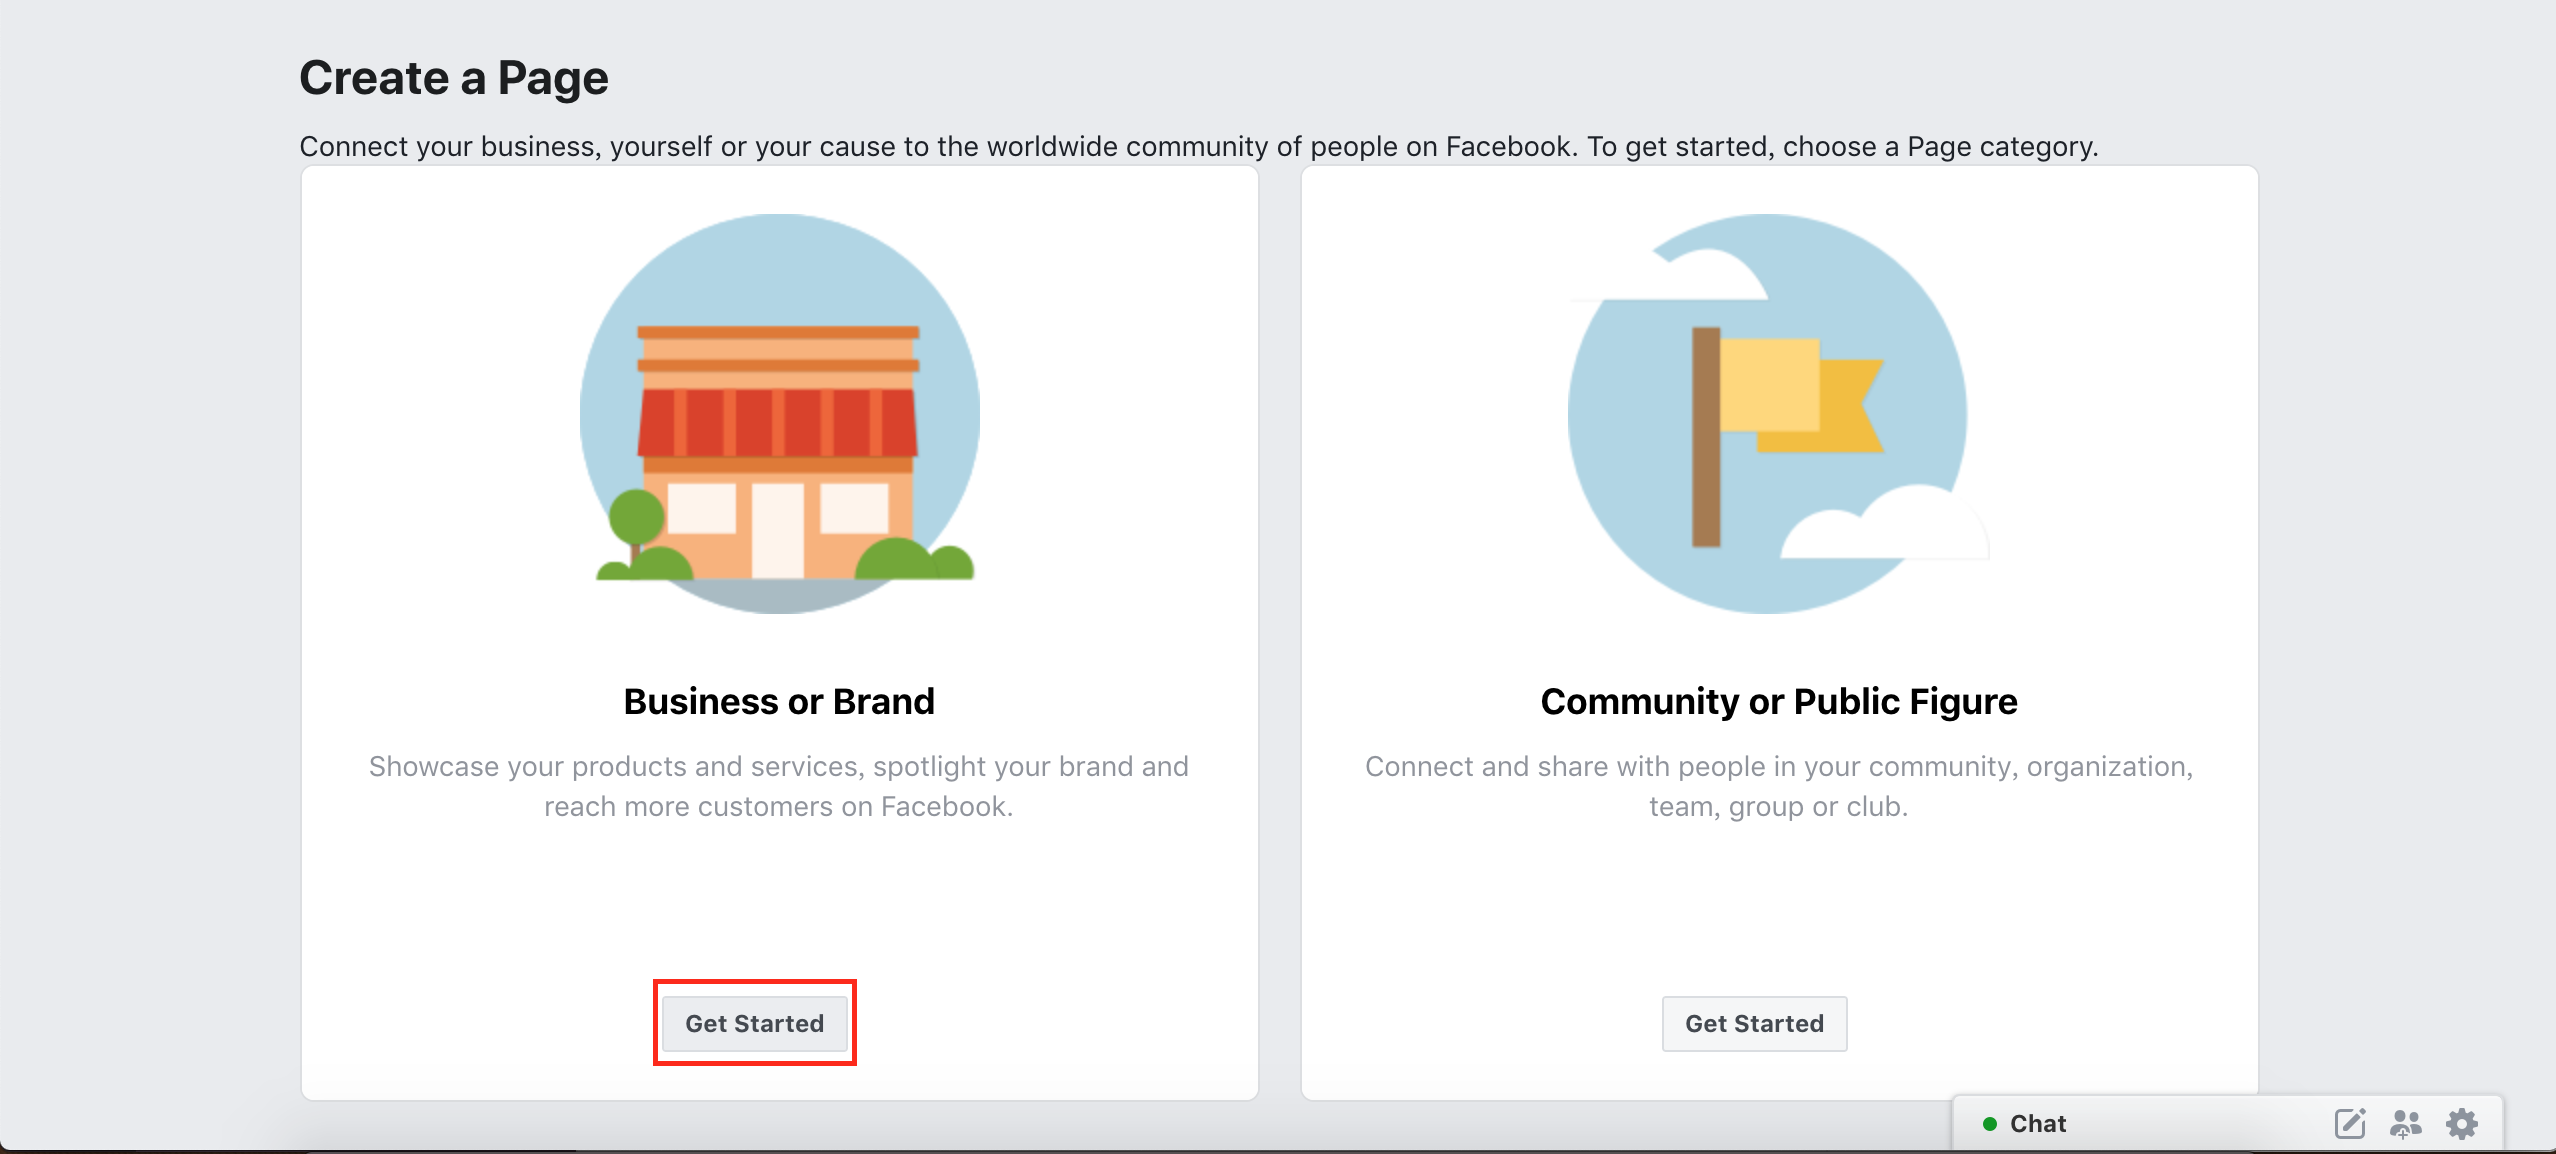 Create a Page
Connect your business, yourself or your cause to the worldwide community of people on Facebook. To get started, choose a Page category.
Business or Brand
Showcase your products and services, spotlight your brand and
reach more customers on Facebook.
Get Started
Community or Public Figure
Connect and share with people in your community, organization,
team, group or club.
Get Started
Chat